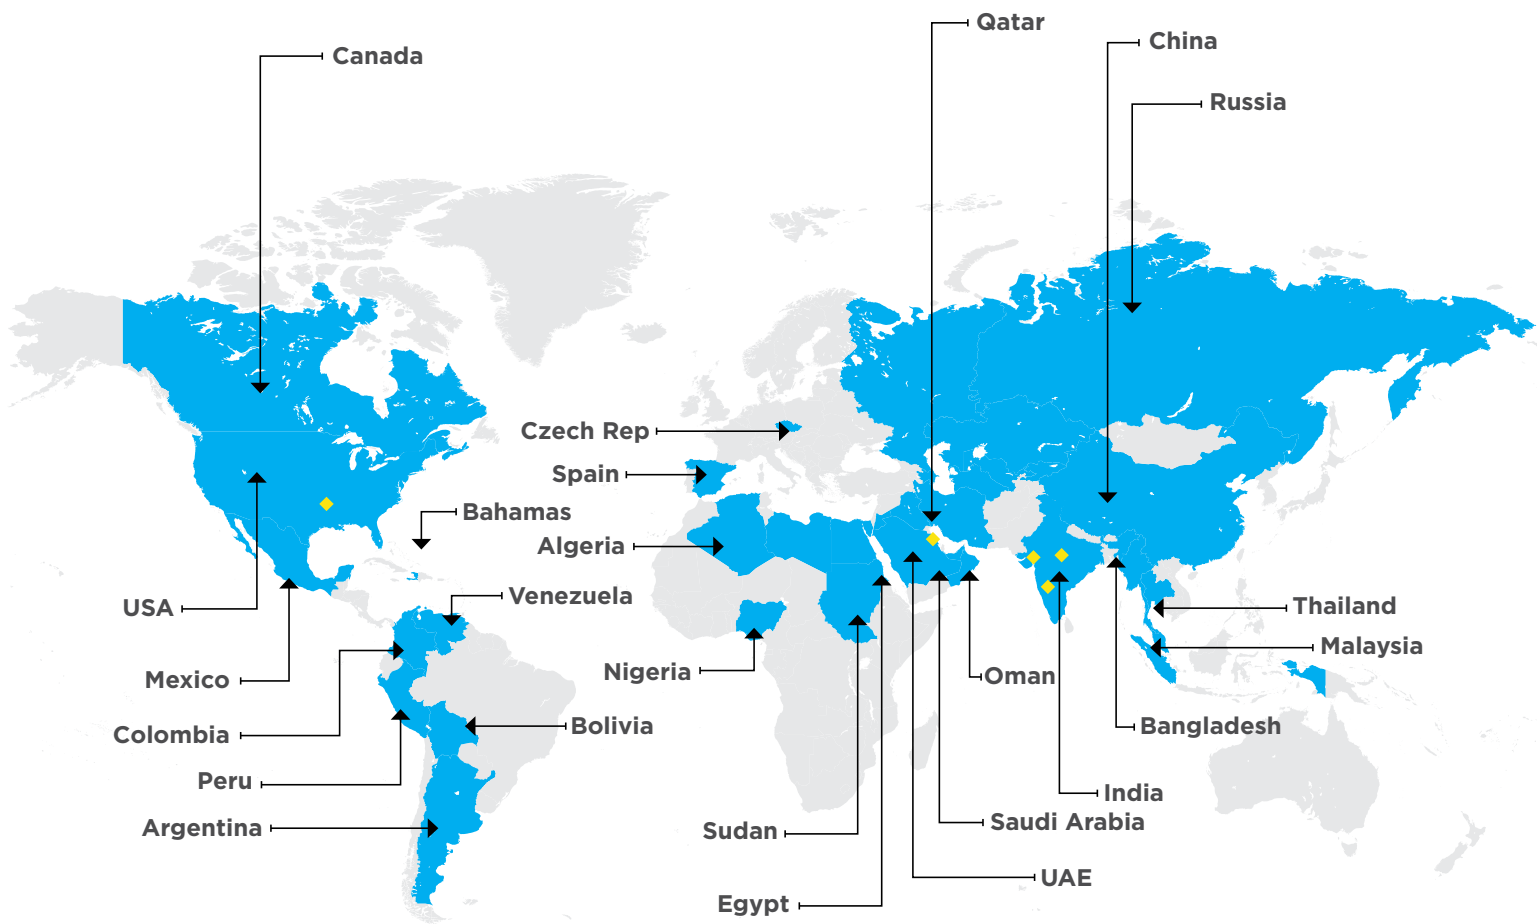 Qatar
China
Canada
Russia
Czech Rep
Spain
Bahamas
Algeria
Venezuela
USA
Thailand
Malaysia
Nigeria
Oman
Mexico
Bolivia
Bangladesh
Colombia
Peru
India
Saudi Arabia
Argentina
Sudan
UAE
Egypt